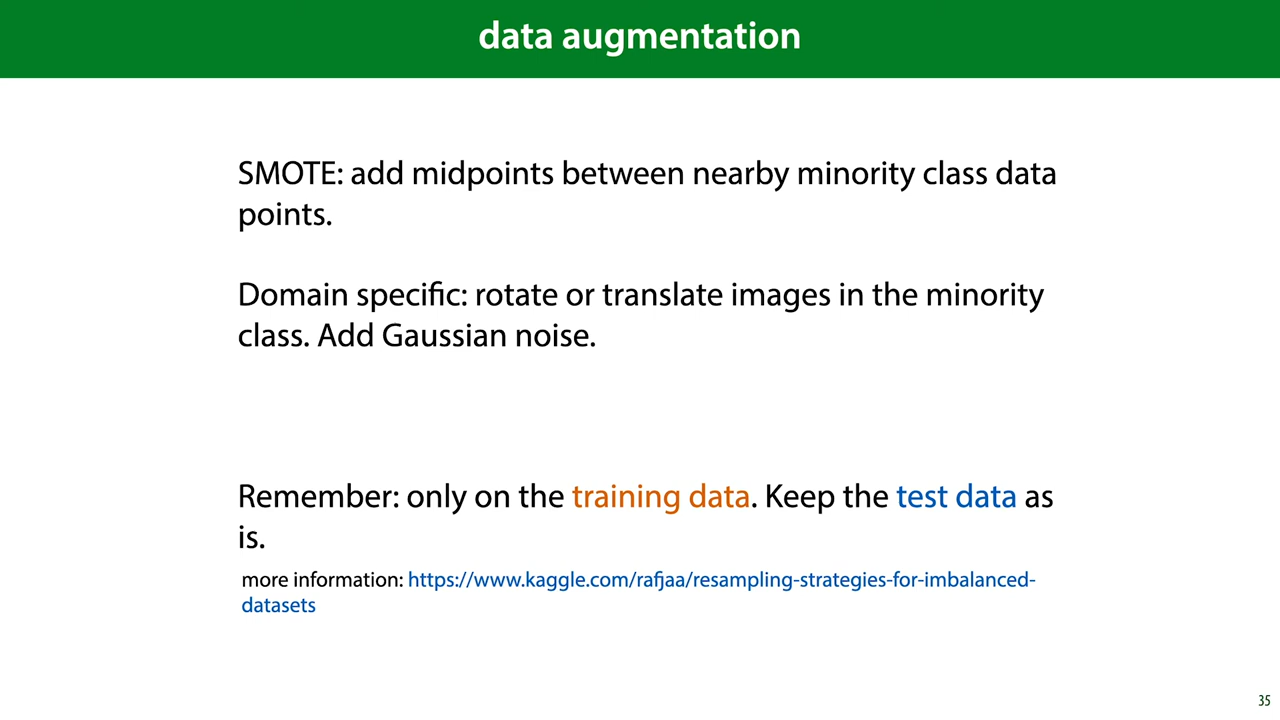 data augmentation
SMOTE: add midpoints between nearby minority class data
points.
Domain specific: rotate or translate images in the minority
class. Add Gaussian noise.
Remember: only on the training data. Keep the test data as
is.
more information: https://www.kaggle.com/rafjaa/resampling-strategies-for-imbalanced-
datasets
35